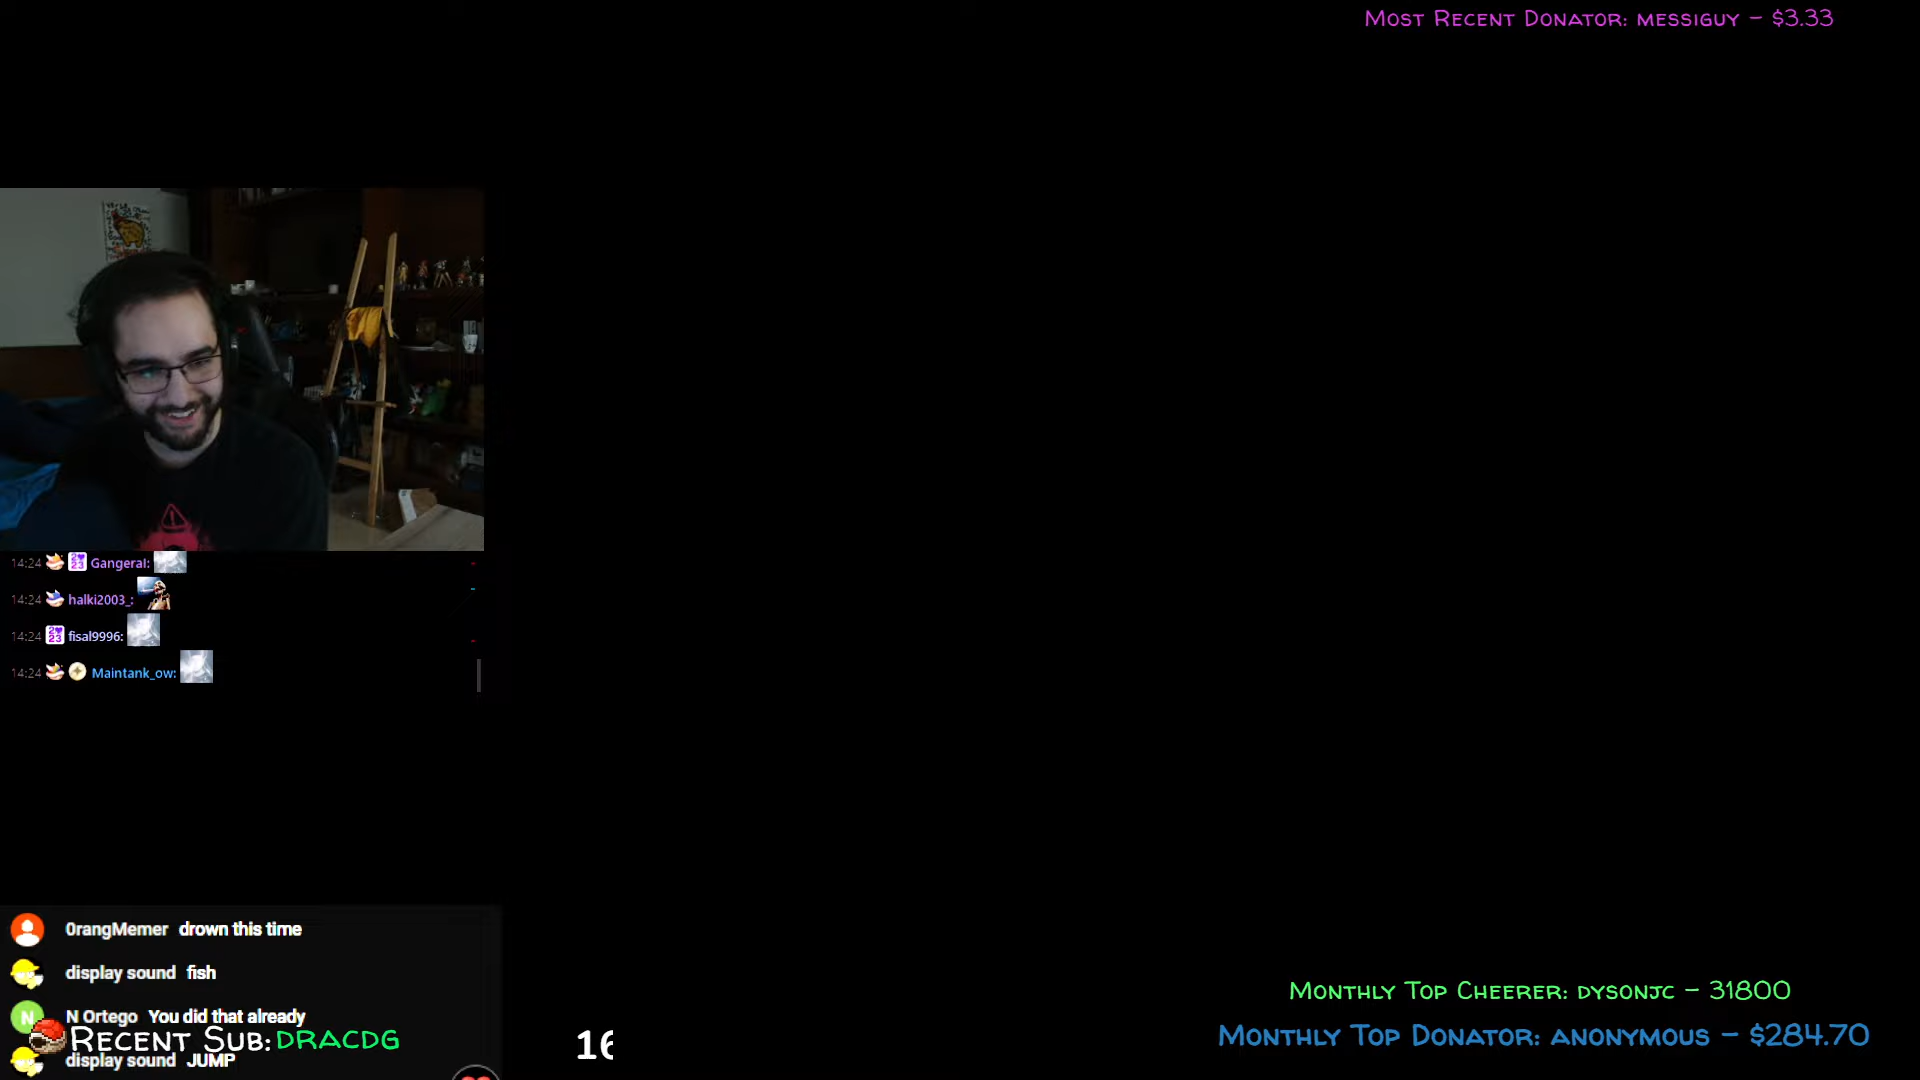 Most Recent Donator: messiguy - $3.33
14:24 Gangeral:
14:24 halki2003_:
14:24 fisal9996:
14:24 Maintank_ow:
0rangMemer drown this time
display sound fish
N Ortego You did that already
Recent Sub: dracdg
display sound JUMP
16
Monthly Top Cheerer: dysonjc - 31800
Monthly Top Donator: anonymous - $284.70